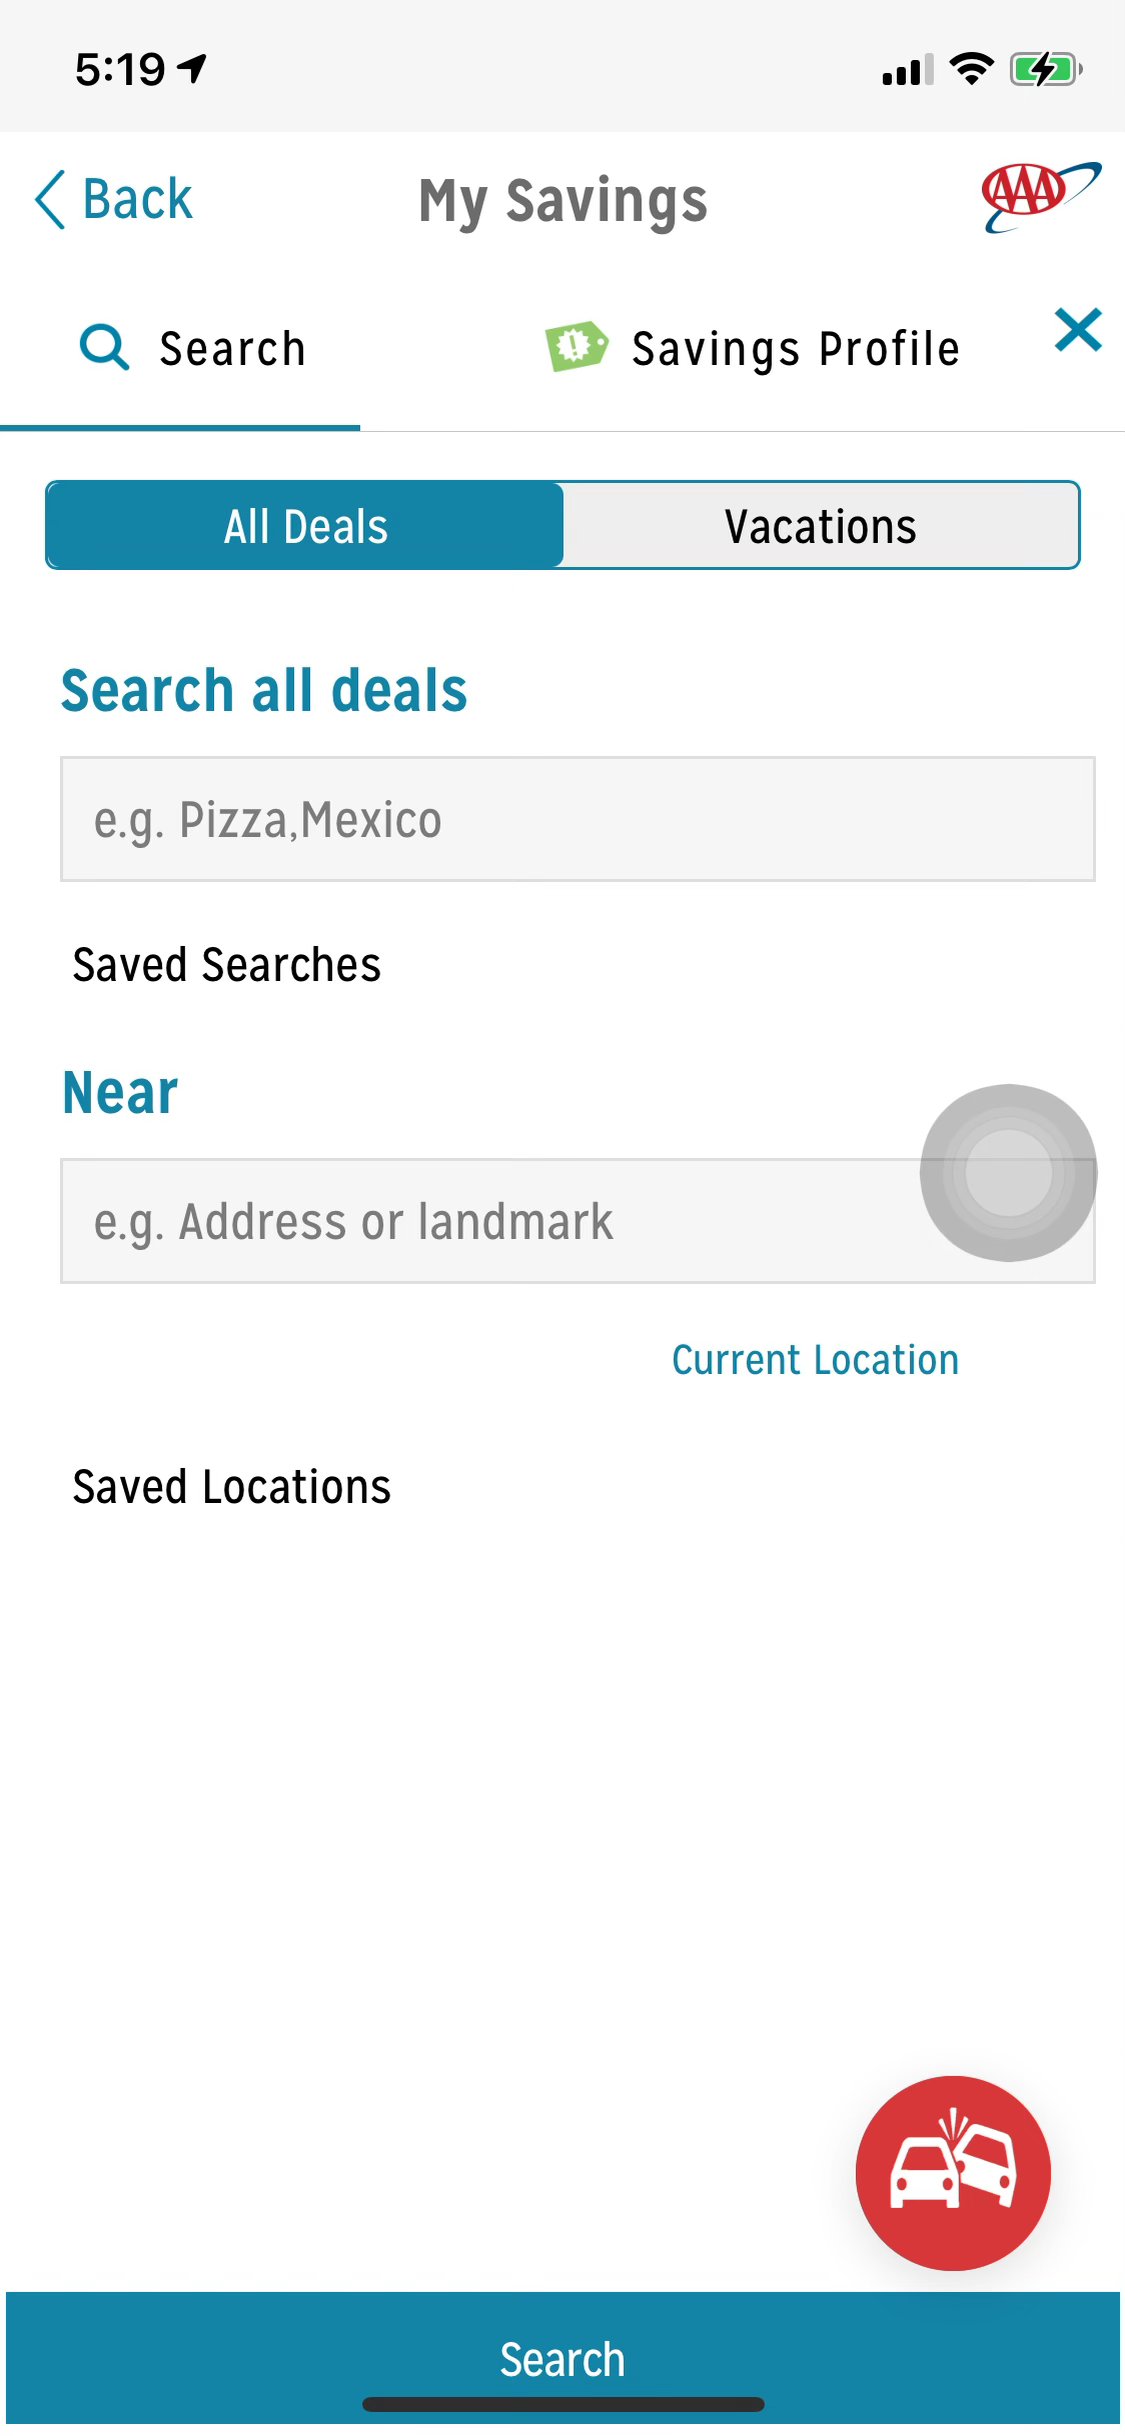 5:19
Back
My Savings
AAA
Search
Savings Profile
All Deals
Vacations
Search all deals
e.g. Pizza,Mexico
Saved Searches
Near
e.g. Address or landmark
Current Location
Saved Locations
Search